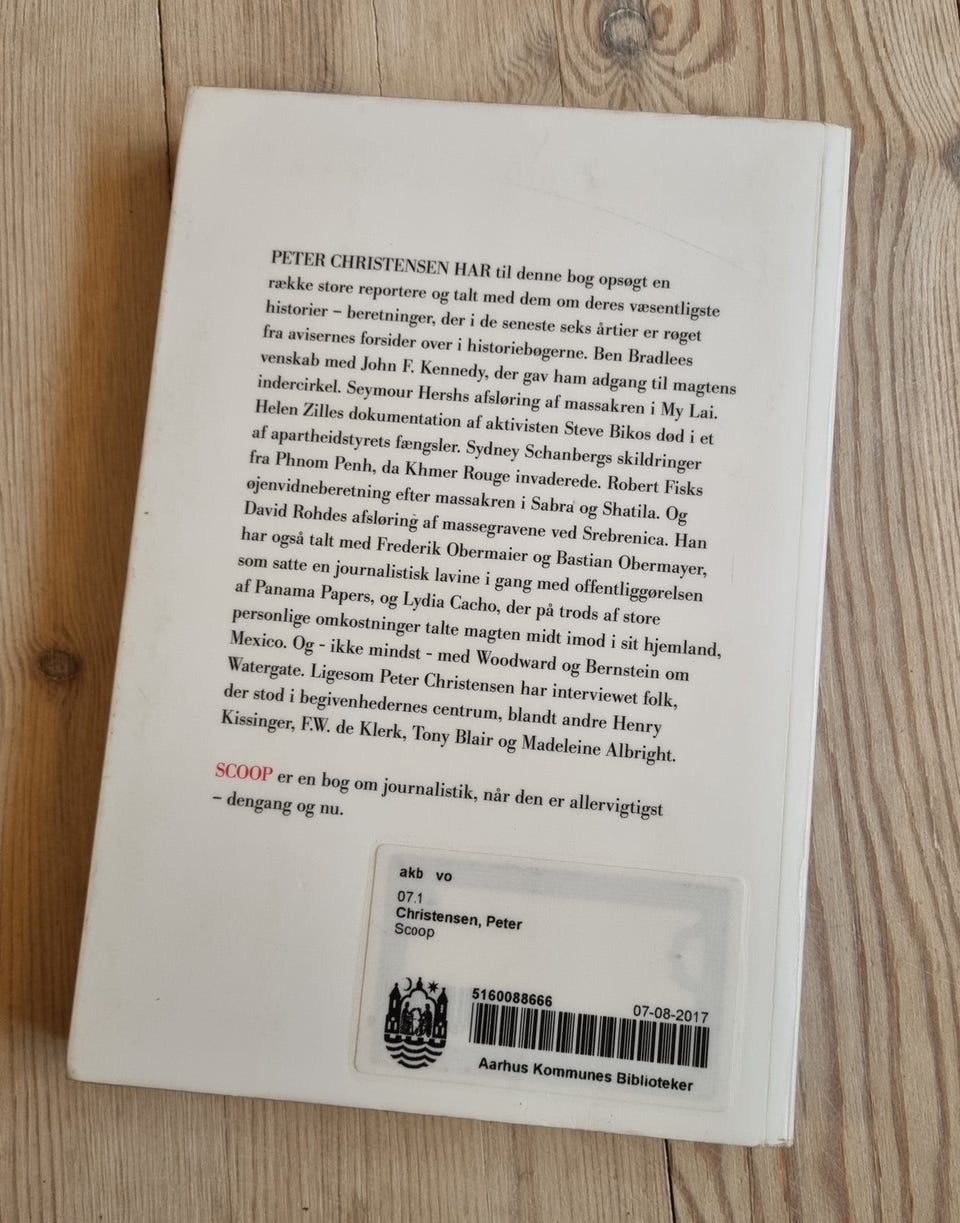 PETER CHRISTENSEN HAR til denne bog opsøgt en
række store reportere og talt med dem om deres væsentligste
historier – beretninger, der i de seneste seks årtier er røget
fra avisernes forsider over i historiebøgerne. Ben Bradlees
venskab med John F. Kennedy, der gav ham adgang til magtens
indercirkel. Seymour Hershs afsløring af massakren i My Lai.
Helen Zilles dokumentation af aktivisten Steve Bikos død i et
af apartheidstyrets fængsler. Sydney Schanbergs skildringer
fra Phnom Penh, da Khmer Rouge invaderede. Robert Fisks
øjenvidneberetning efter massakren i Sabra og Shatila. Og
David Rohdes afsløring af massegravene ved Srebrenica. Han
har også talt med Frederik Obermaier og Bastian Obermayer,
som satte en journalistisk lavine i gang med offentliggørelsen
af Panama Papers, og Lydia Cacho, der på trods af store
personlige omkostninger talte magten midt imod i sit hjemland,
Mexico. Og - ikke mindst - med Woodward og Bernstein om
Watergate. Ligesom Peter Christensen har interviewet folk,
der stod i begivenhedernes centrum, blandt andre Henry
Kissinger, F.W. de Klerk, Tony Blair og Madeleine Albright.
SCOOP er en bog om journalistik, når den er allervigtigst
– dengang og nu.
akb vo
07.1
Christensen, Peter
Scoop
5160088666 07-08-2017
Aarhus Kommunes Biblioteker